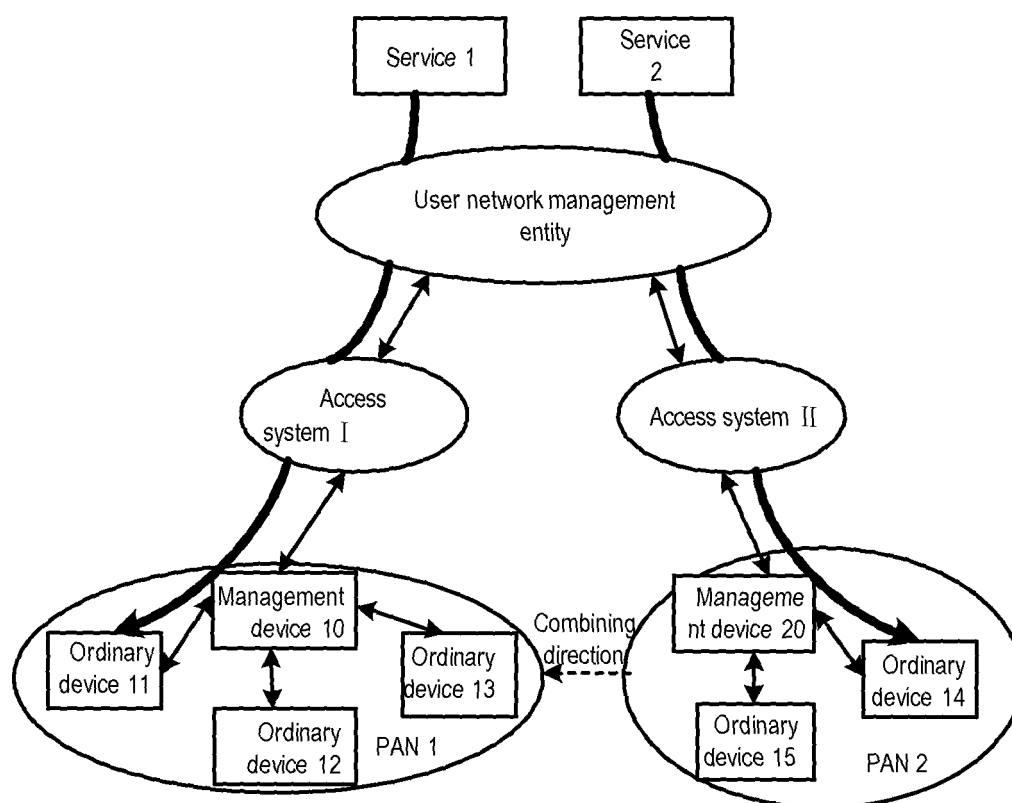 Service 1
Service
2
User network management
entity
Access
system I
Access system II
Management
device 10
Ordinary
device 11
Ordinary
device 13
Ordinary
device 12
PAN 1
Combining
direction
Manageme
nt device 20
Ordinary
device 14
Ordinary
device 15
PAN 2